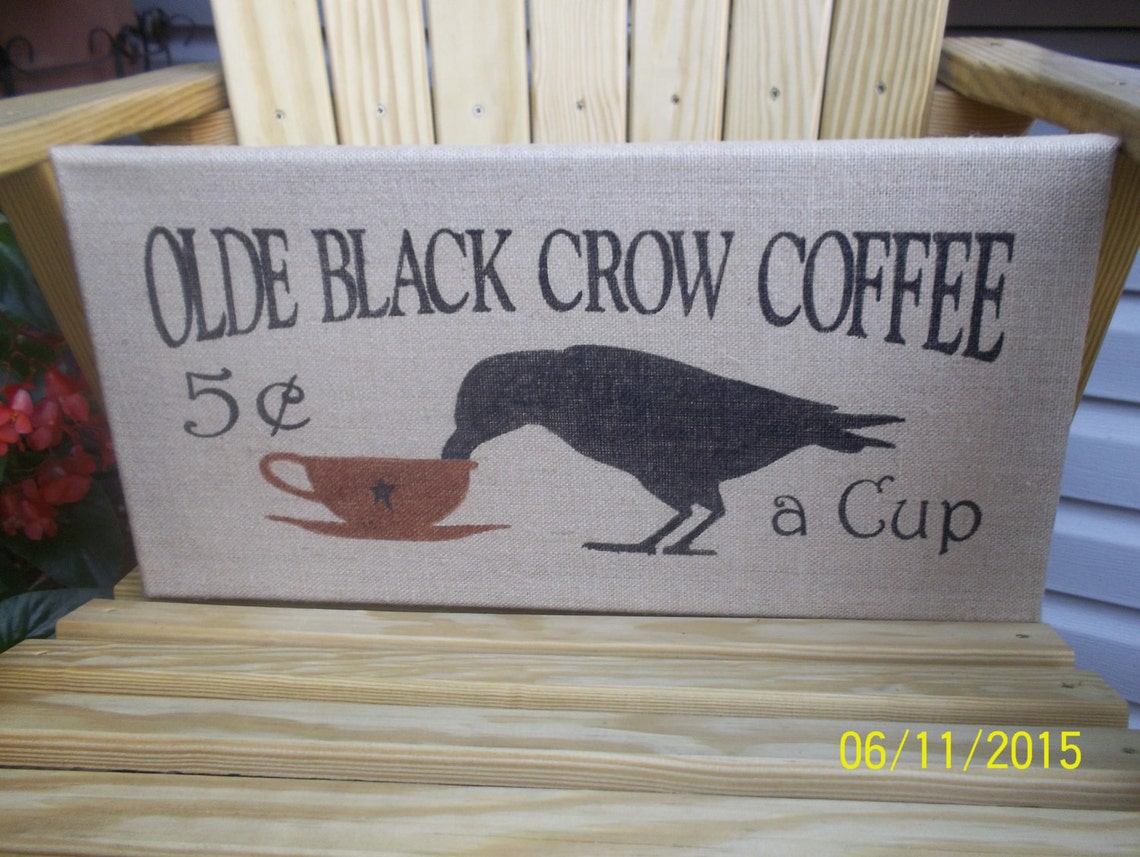 OLDE BLACK CROW COFFEE
5¢
a Cup
06/11/2015